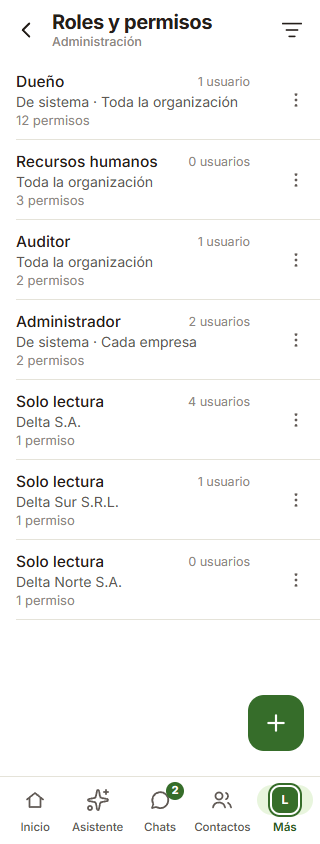 Roles y permisos
Administración
Dueño 1 usuario
De sistema · Toda la organización
12 permisos
Recursos humanos 0 usuarios
Toda la organización
3 permisos
Auditor 1 usuario
Toda la organización
2 permisos
Administrador 2 usuarios
De sistema · Cada empresa
2 permisos
Solo lectura 4 usuarios
Delta S.A.
1 permiso
Solo lectura 1 usuario
Delta Sur S.R.L.
1 permiso
Solo lectura 0 usuarios
Delta Norte S.A.
1 permiso
2
L
Inicio Asistente Chats Contactos Más